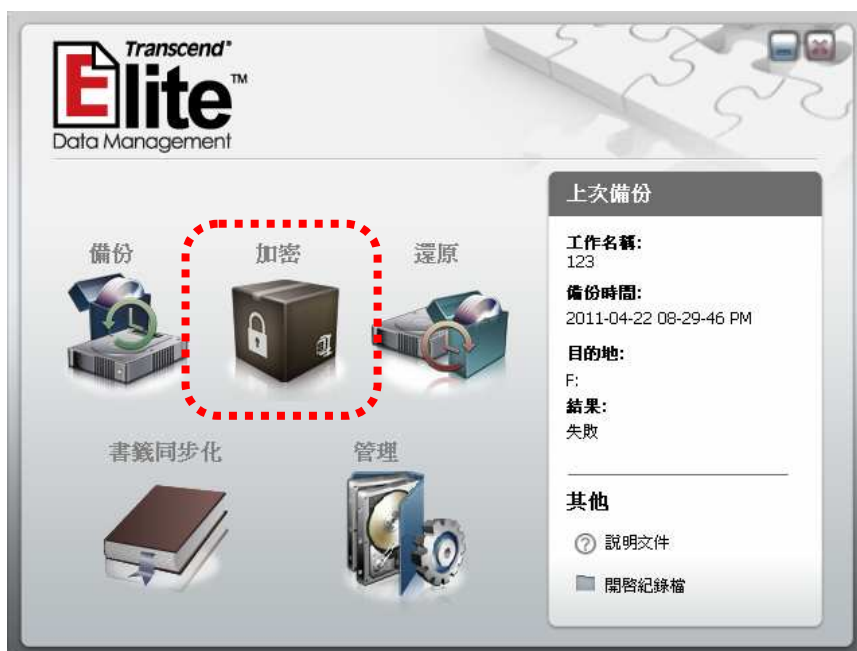 Transcend®
Elite™
Data Management
上次備份
工作名稱:
123
備份時間:
2011-04-22 08-29-46 PM
目的地:
F:
結果:
失敗
備份
加密
還原
書籤同步化
管理
其他
說明文件
開啓紀錄檔